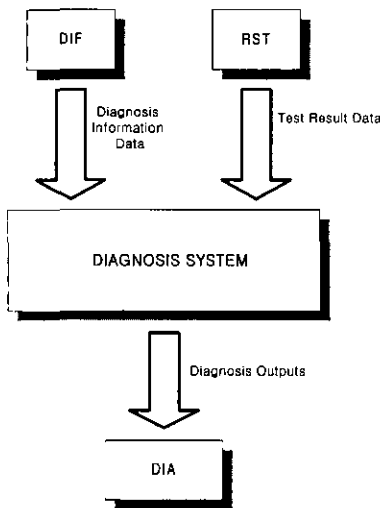 DIF
RST
Diagnosis
Information
Data
Test Result Data
DIAGNOSIS SYSTEM
Diagnosis Outputs
DIA